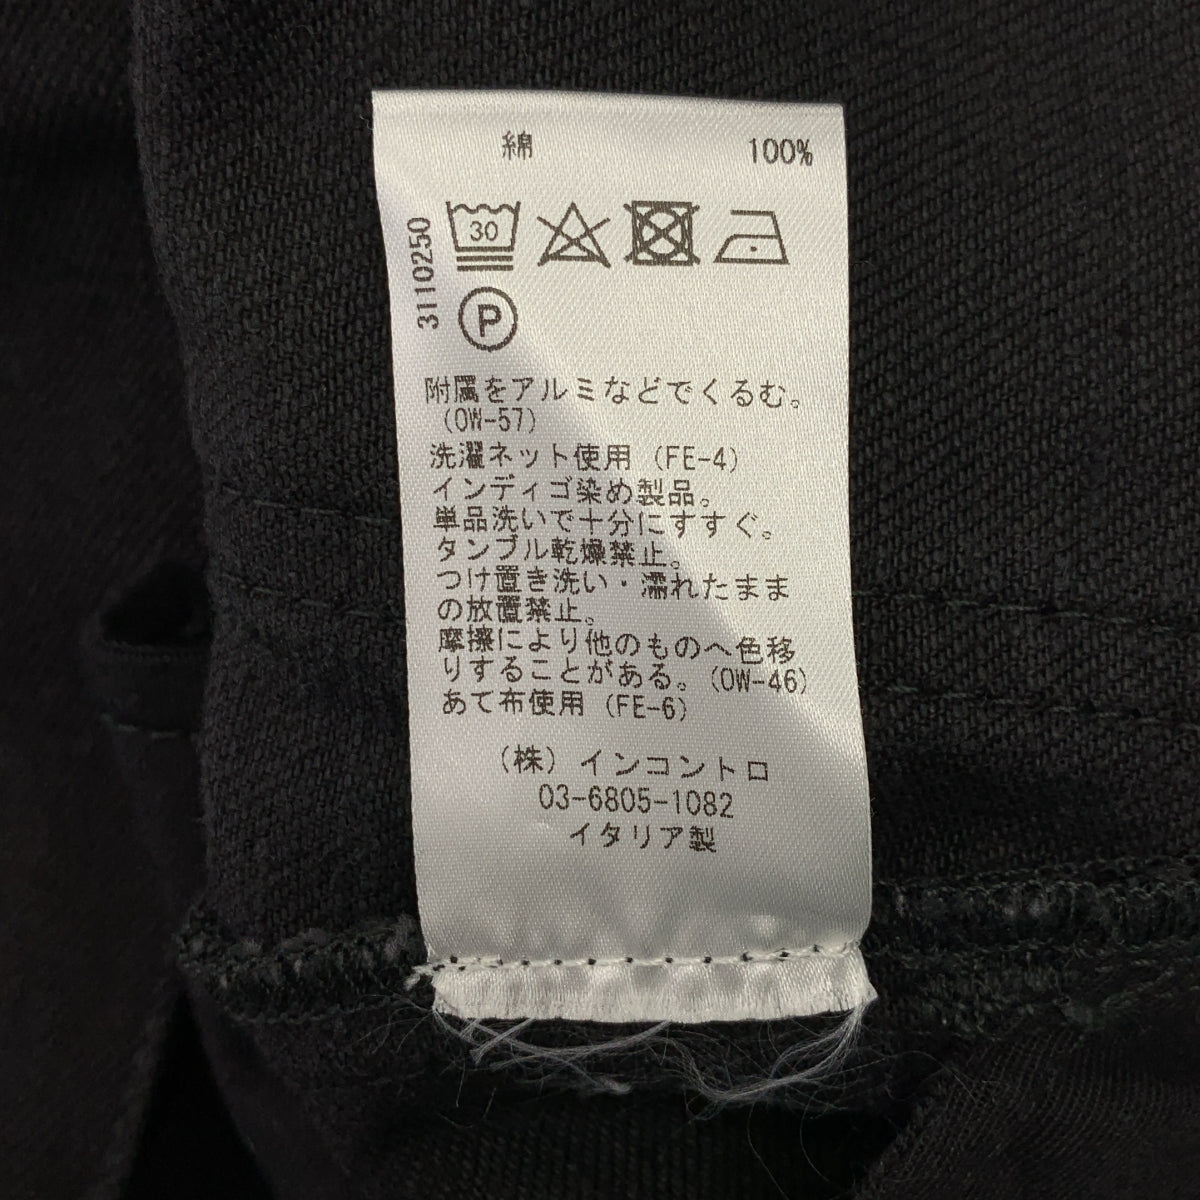 綿 100%
3110250
30
P
附属をアルミなどでくるむ。
(OW-57)
洗濯ネット使用 (FE-4)
インディゴ染め製品。
単品洗いで十分にすすぐ。
タンブル乾燥禁止。
つけ置き洗い・濡れたまま
の放置禁止。
摩擦により他のものへ色移
りすることがある。(OW-46)
あて布使用 (FE-6)
(株) インコントロ
03-6805-1082
イタリア製